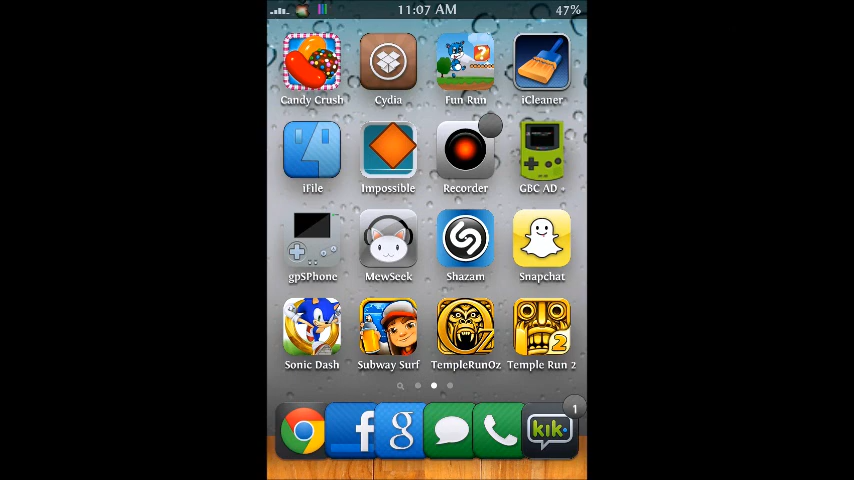 11:07 AM 47%
Candy Crush Cydia Fun Run iCleaner
iFile Impossible Recorder GBC AD +
gpSPhone MewSeek Shazam Snapchat
Sonic Dash Subway Surf TempleRunOz Temple Run 2
1
f g kik